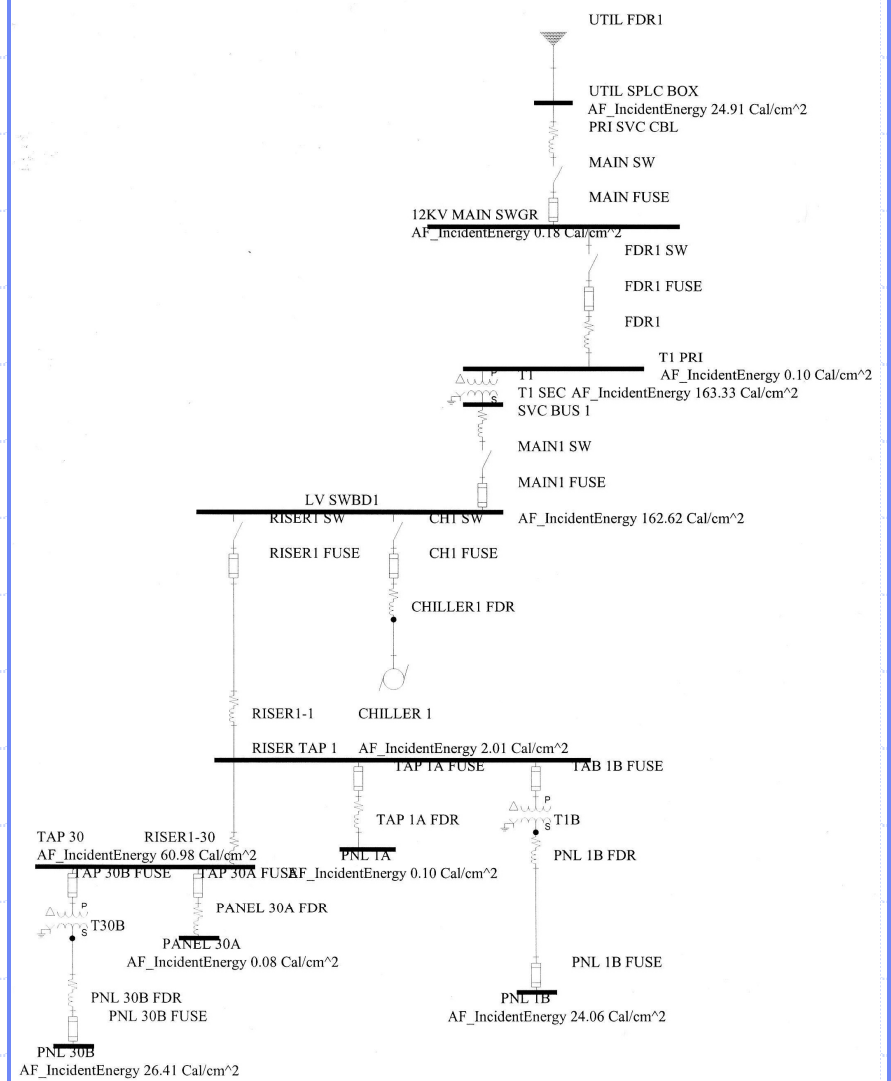 UTIL FDR1
UTIL SPLC BOX
AF_IncidentEnergy 24.91 Cal/cm^2
PRI SVC CBL
MAIN SW
MAIN FUSE
12KV MAIN SWGR
AF_IncidentEnergy 0.18 Cal/cm^2
FDR1 SW
FDR1 FUSE
FDR1
T1 PRI
AF_IncidentEnergy 0.10 Cal/cm^2
P T1
S T1 SEC AF_IncidentEnergy 163.33 Cal/cm^2
SVC BUS 1
MAIN1 SW
MAIN1 FUSE
LV SWBD1
AF_IncidentEnergy 162.62 Cal/cm^2
RISER1 SW CH1 SW
RISER1 FUSE CH1 FUSE
CHILLER1 FDR
RISER1-1 CHILLER 1
RISER TAP 1 AF_IncidentEnergy 2.01 Cal/cm^2
TAP 1A FUSE TAB 1B FUSE
P
TAP 1A FDR S T1B
TAP 30 RISER1-30
AF_IncidentEnergy 60.98 Cal/cm^2
PNL 1A PNL 1B FDR
TAP 30B FUSE TAP 30A FUSE AF_IncidentEnergy 0.10 Cal/cm^2
P PANEL 30A FDR
S T30B
PANEL 30A
AF_IncidentEnergy 0.08 Cal/cm^2
PNL 1B FUSE
PNL 30B FDR PNL 1B
PNL 30B FUSE AF_IncidentEnergy 24.06 Cal/cm^2
PNL 30B
AF_IncidentEnergy 26.41 Cal/cm^2